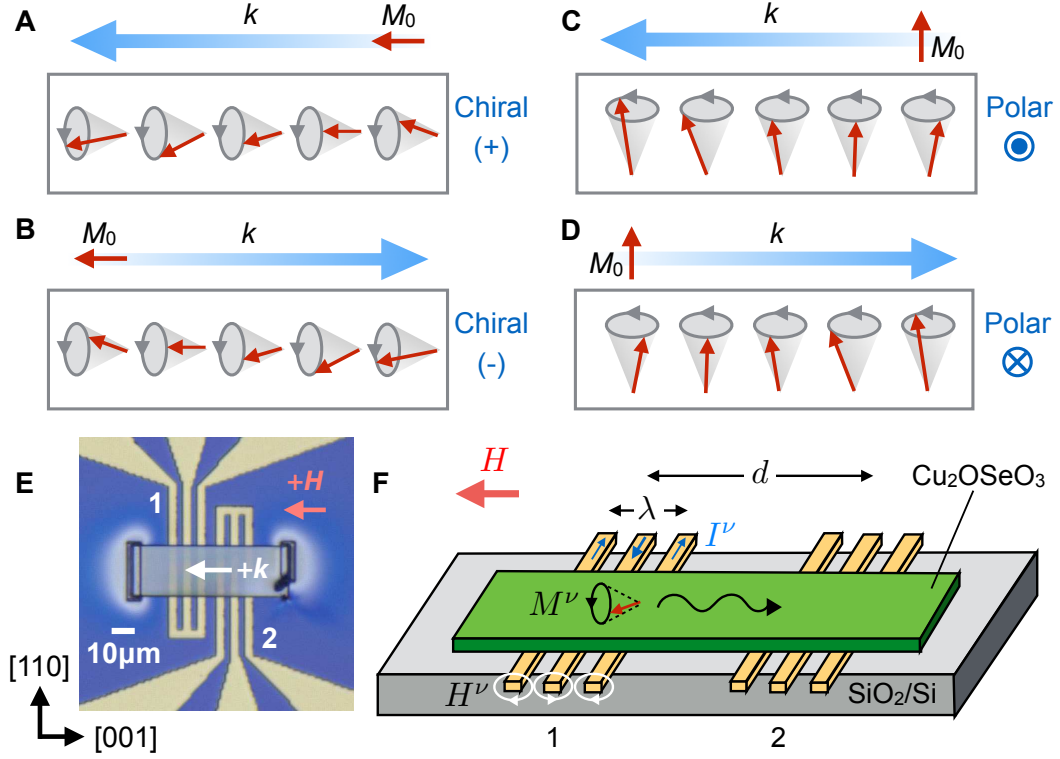 A
k
M₀
Chiral
(+)
B
M₀
k
Chiral
(-)
C
k
M₀
Polar
D
M₀
k
Polar
E
1
+H
+k
10μm
2
[110]
[001]
F
H
d
Cu2OSeO3
λ
I^ν
M^ν
H^ν
SiO₂/Si
1
2